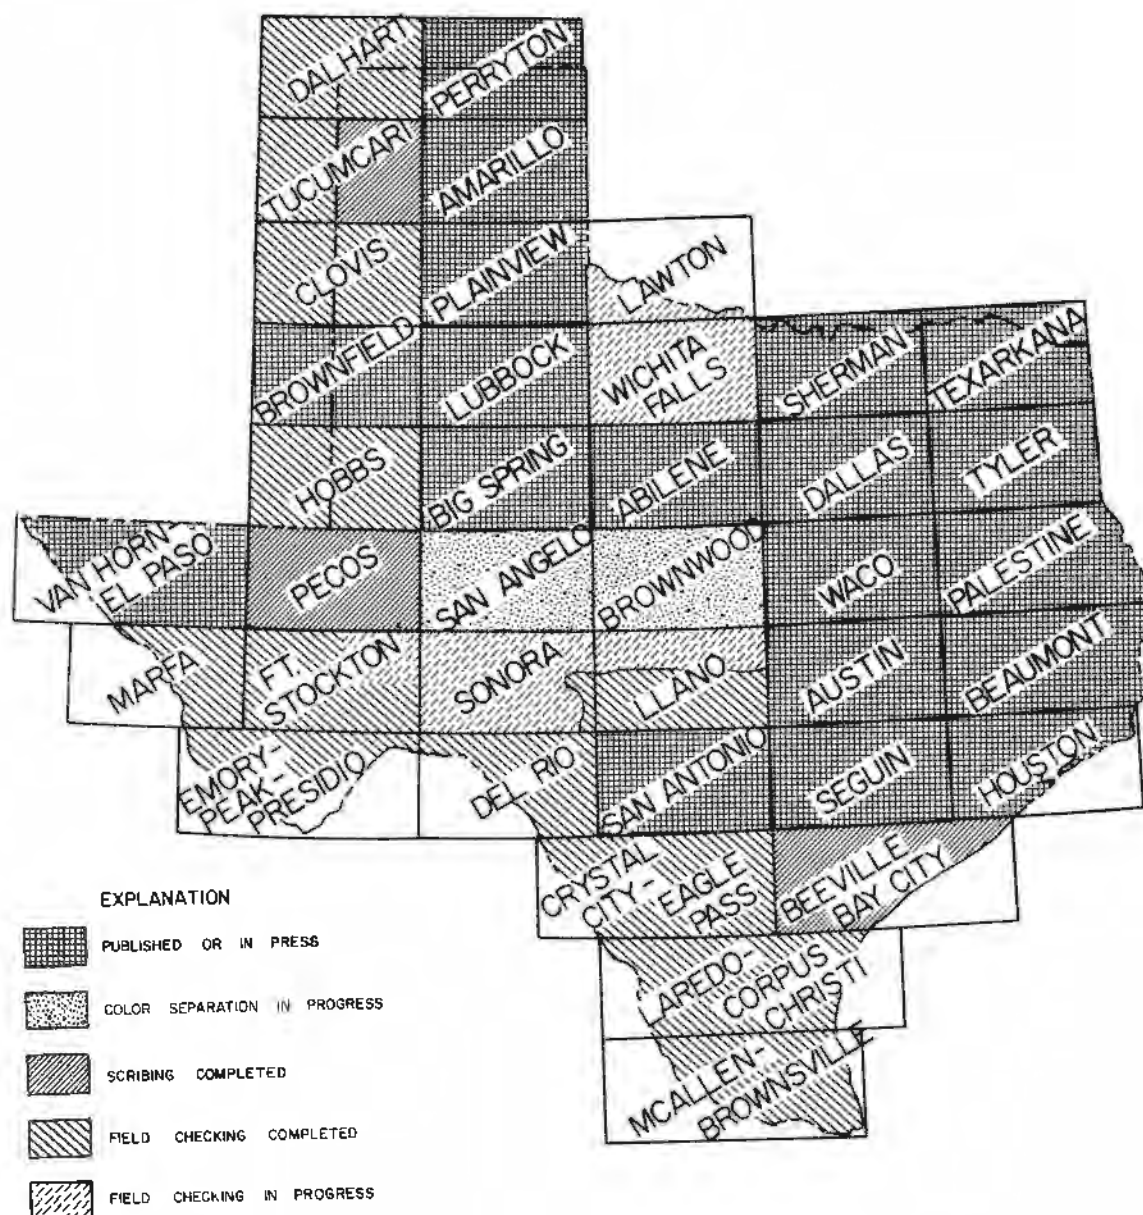 DALHART
PERRYTON
TUCUMCARI
AMARILLO
CLOVIS
PLAINVIEW
LAWTON
BROWNFIELD
LUBBOCK
WICHITA
FALLS
SHERMAN
TEXARKANA
HOBBS
BIG SPRING
ABILENE
DALLAS
TYLER
VAN HORN-
EL PASO
PECOS
SAN ANGELO
BROWNWOOD
WACO
PALESTINE
MARFA
FT.
STOCKTON
SONORA
LLANO
AUSTIN
BEAUMONT
EMORY-
PEAK-
PRESIDIO
DEL RIO
SAN ANTONIO
SEGUIN
HOUSTON
CRYSTAL
CITY-
EAGLE
PASS
BEEVILLE
BAY CITY
LAREDO-
CORPUS
CHRISTI
MCALLEN-
BROWNSVILLE
EXPLANATION
PUBLISHED OR IN PRESS
COLOR SEPARATION IN PROGRESS
SCRIBING COMPLETED
FIELD CHECKING COMPLETED
FIELD CHECKING IN PROGRESS